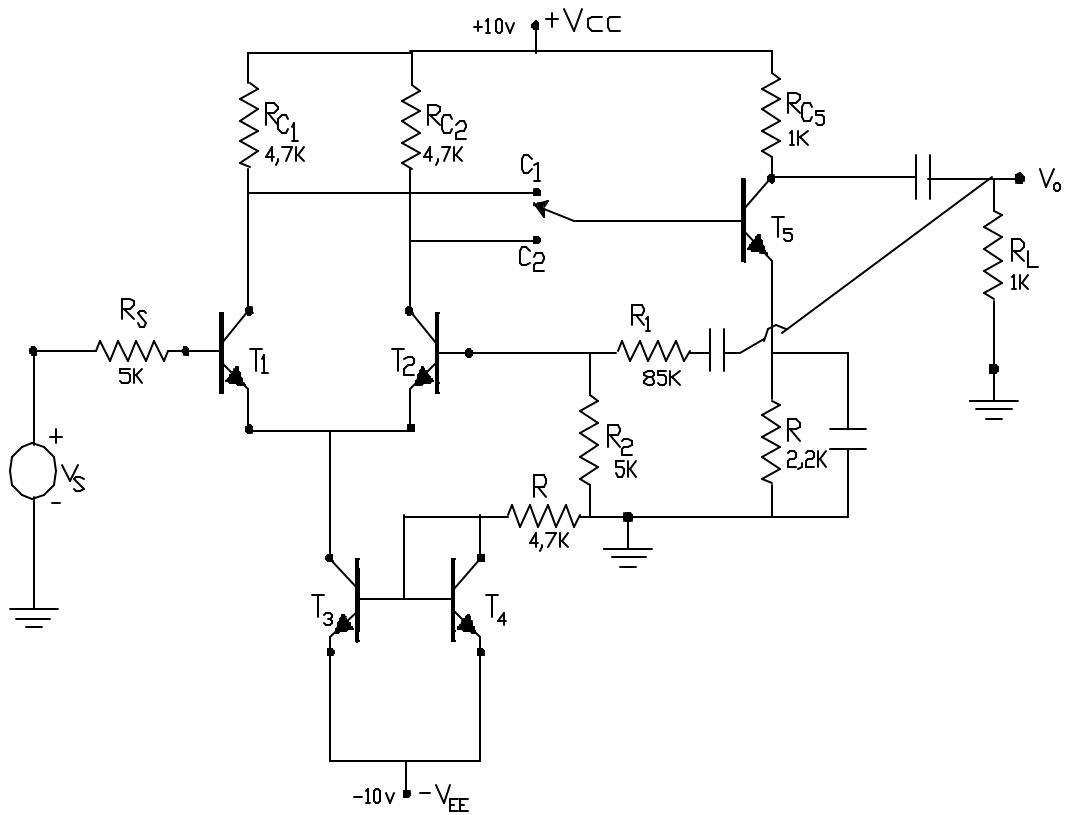 +10v +VCC
RC1
4,7K
RC2
4,7K
RC5
1K
C1
C2
T5
Vo
RL
1K
RS
5K
T1
T2
R1
85K
+
VS
-
R2
5K
R
2,2K
R
4,7K
T3
T4
-10v -VEE